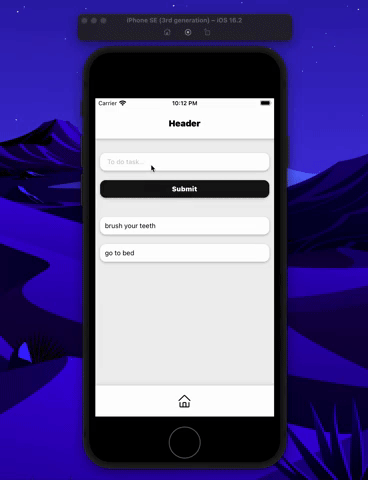 iPhone SE (3rd generation) – iOS 16.2
Carrier 10:12 PM
Header
To do task...
Submit
brush your teeth
go to bed